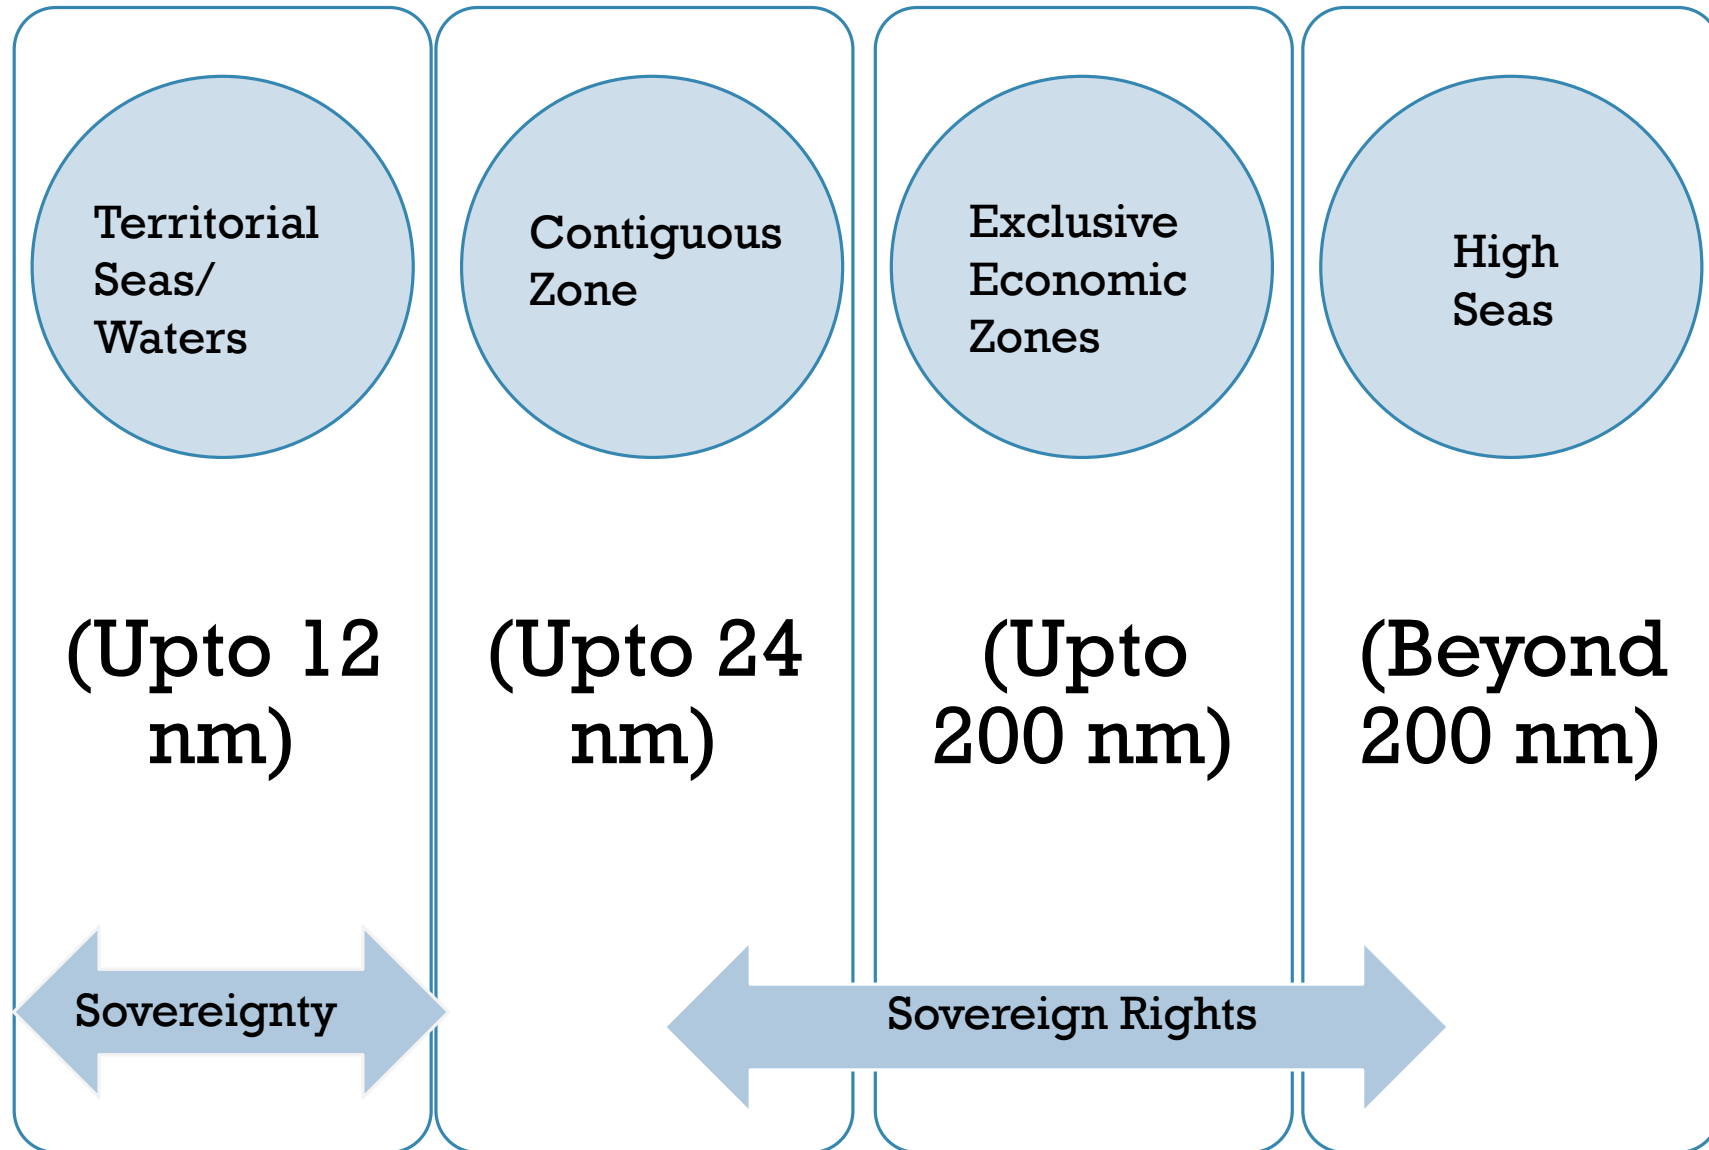 Territorial
Seas/
Waters
Contiguous
Zone
Exclusive
Economic
Zones
High
Seas
(Upto 12
nm)
(Upto 24
nm)
(Upto
200 nm)
(Beyond
200 nm)
Sovereignty
Sovereign Rights